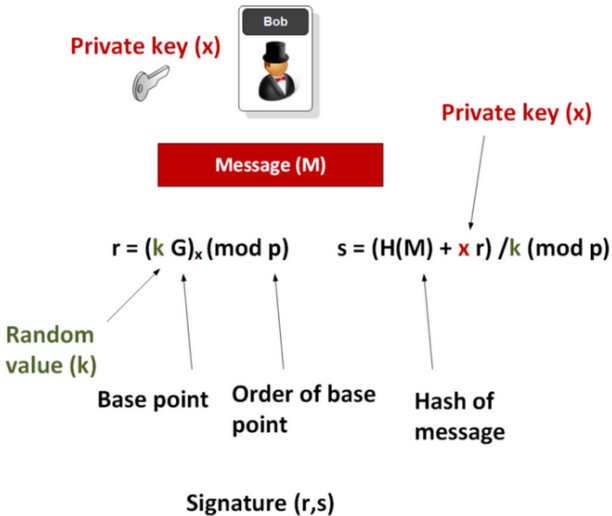 Bob
Private key (x)
Private key (x)
Message (M)
r = (k G)ₓ (mod p)
s = (H(M) + x r) /k (mod p)
Random
value (k)
Base point
Order of base
point
Hash of
message
Signature (r,s)